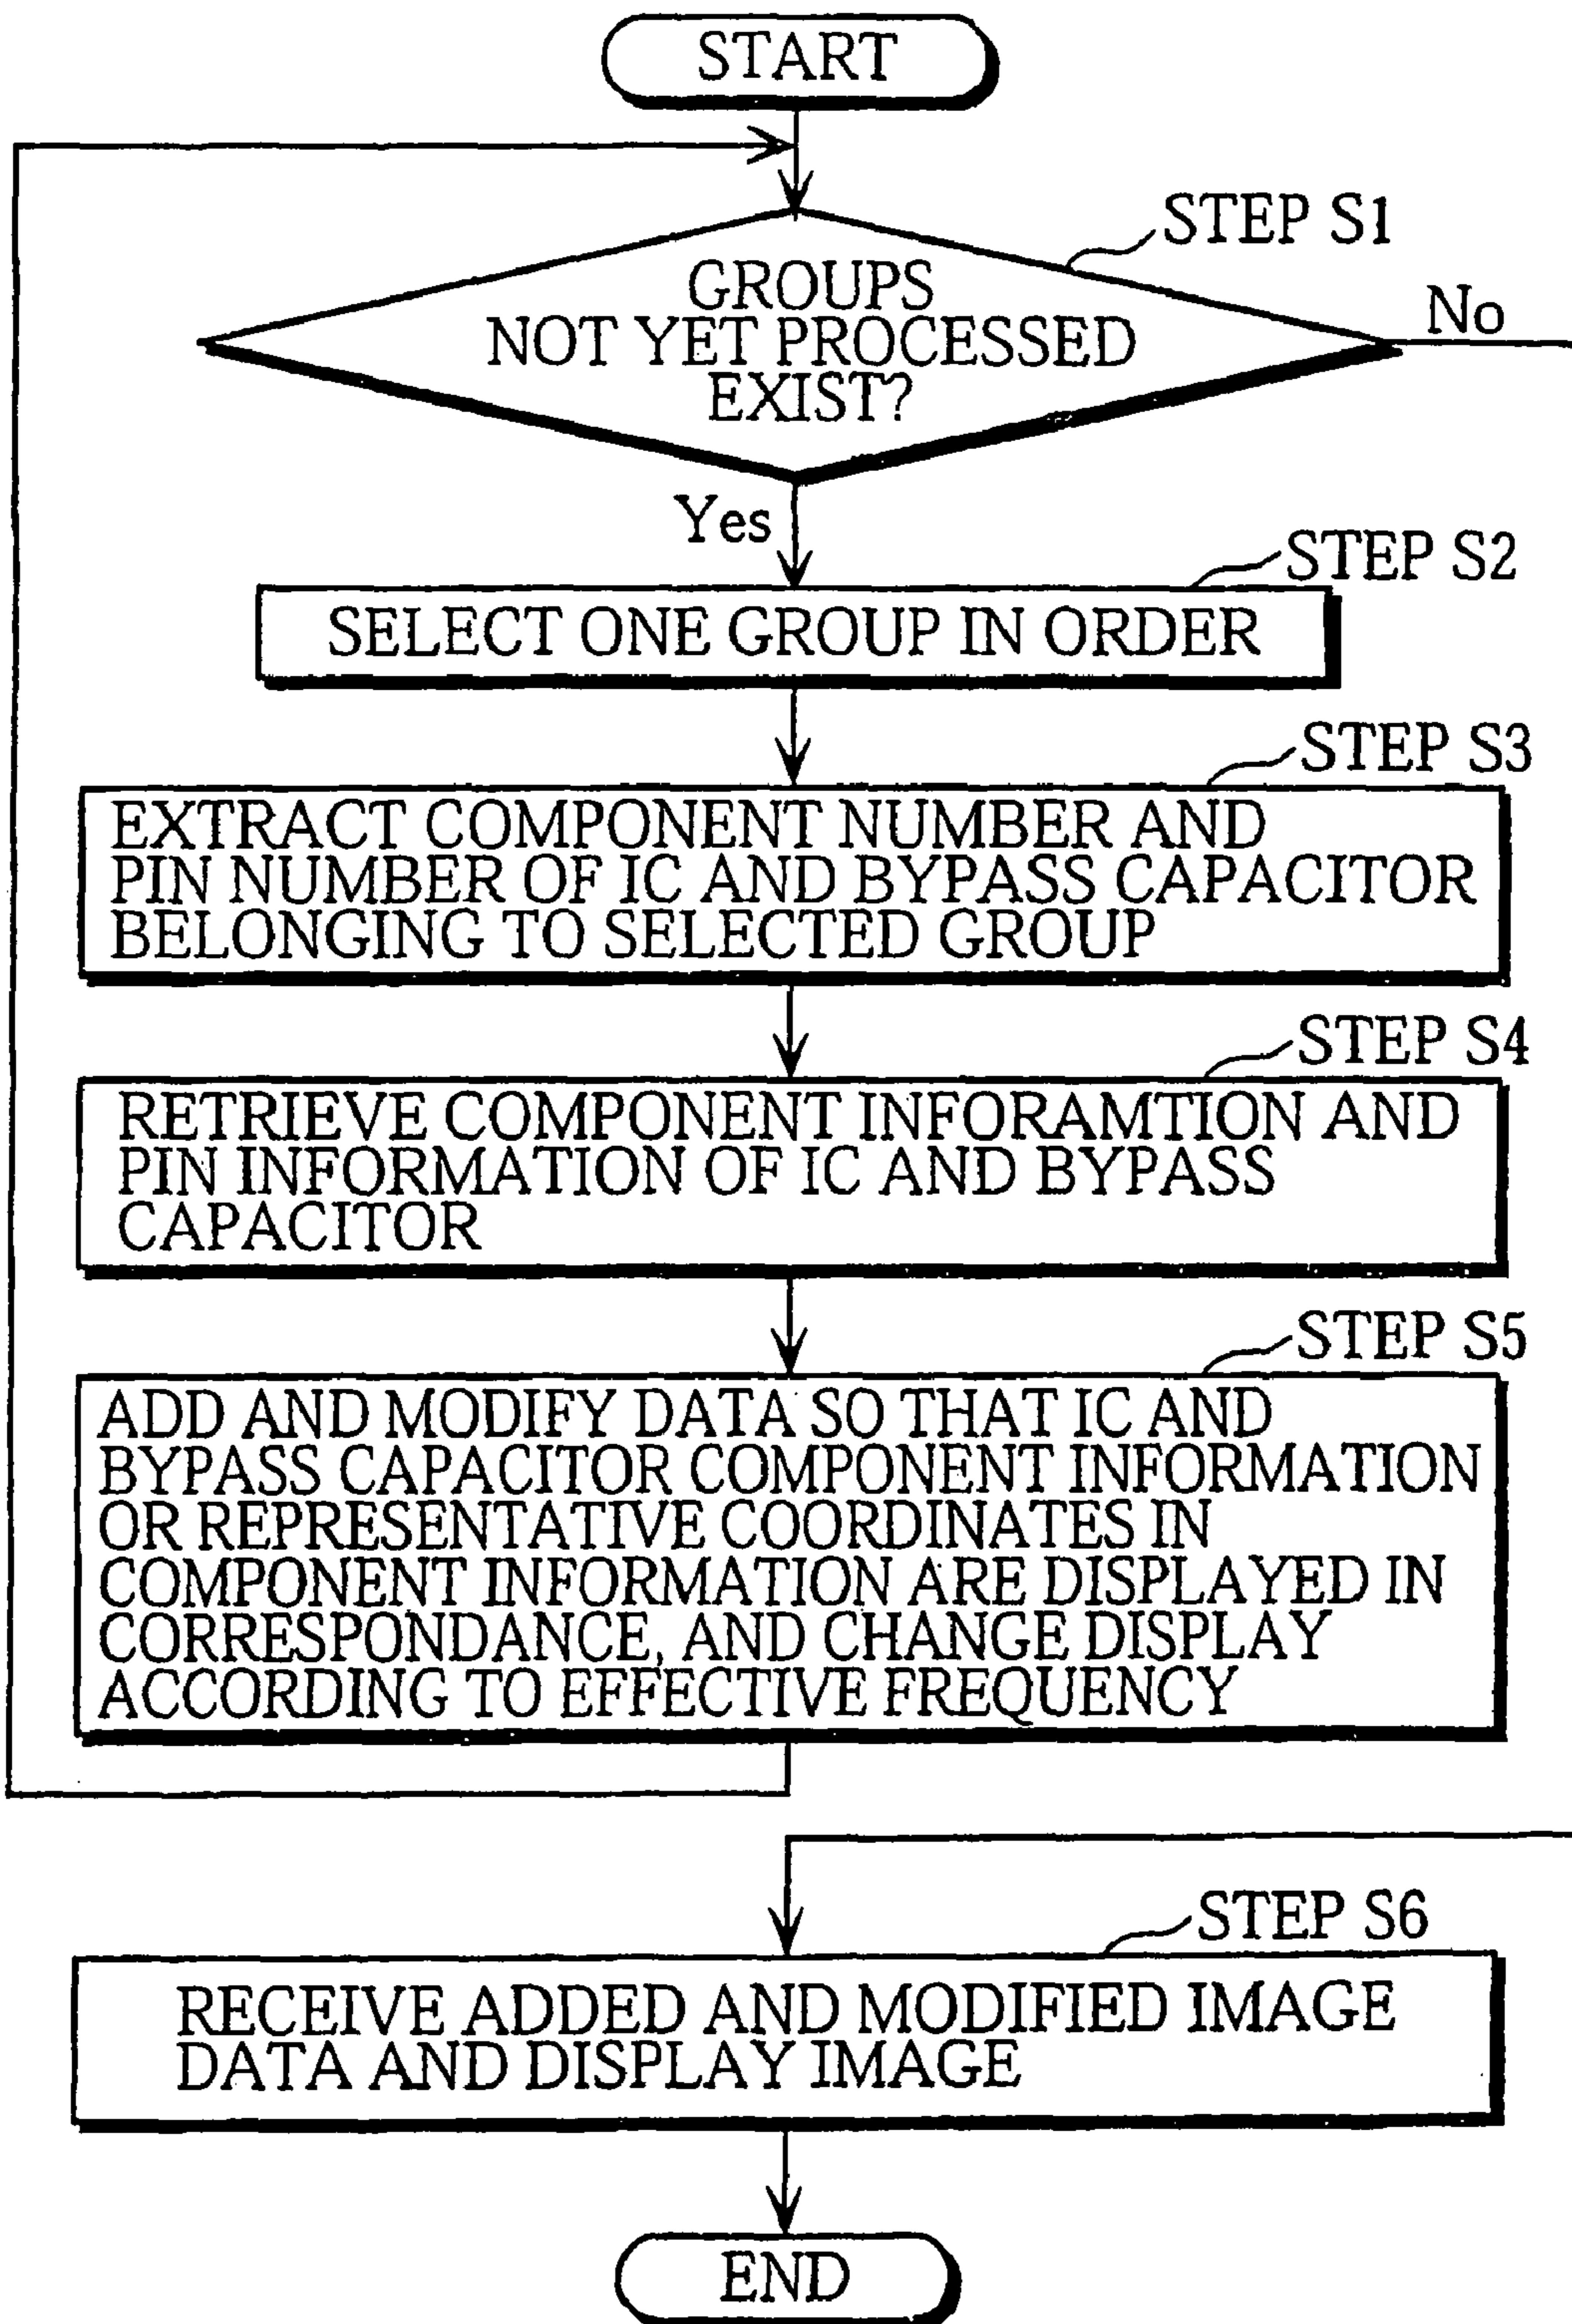 START
STEP S1
GROUPS
NOT YET PROCESSED
EXIST?
No
Yes
STEP S2
SELECT ONE GROUP IN ORDER
STEP S3
EXTRACT COMPONENT NUMBER AND
PIN NUMBER OF IC AND BYPASS CAPACITOR
BELONGING TO SELECTED GROUP
STEP S4
RETRIEVE COMPONENT INFORAMTION AND
PIN INFORMATION OF IC AND BYPASS
CAPACITOR
STEP S5
ADD AND MODIFY DATA SO THAT IC AND
BYPASS CAPACITOR COMPONENT INFORMATION
OR REPRESENTATIVE COORDINATES IN
COMPONENT INFORMATION ARE DISPLAYED IN
CORRESPONDANCE, AND CHANGE DISPLAY
ACCORDING TO EFFECTIVE FREQUENCY
STEP S6
RECEIVE ADDED AND MODIFIED IMAGE
DATA AND DISPLAY IMAGE
END